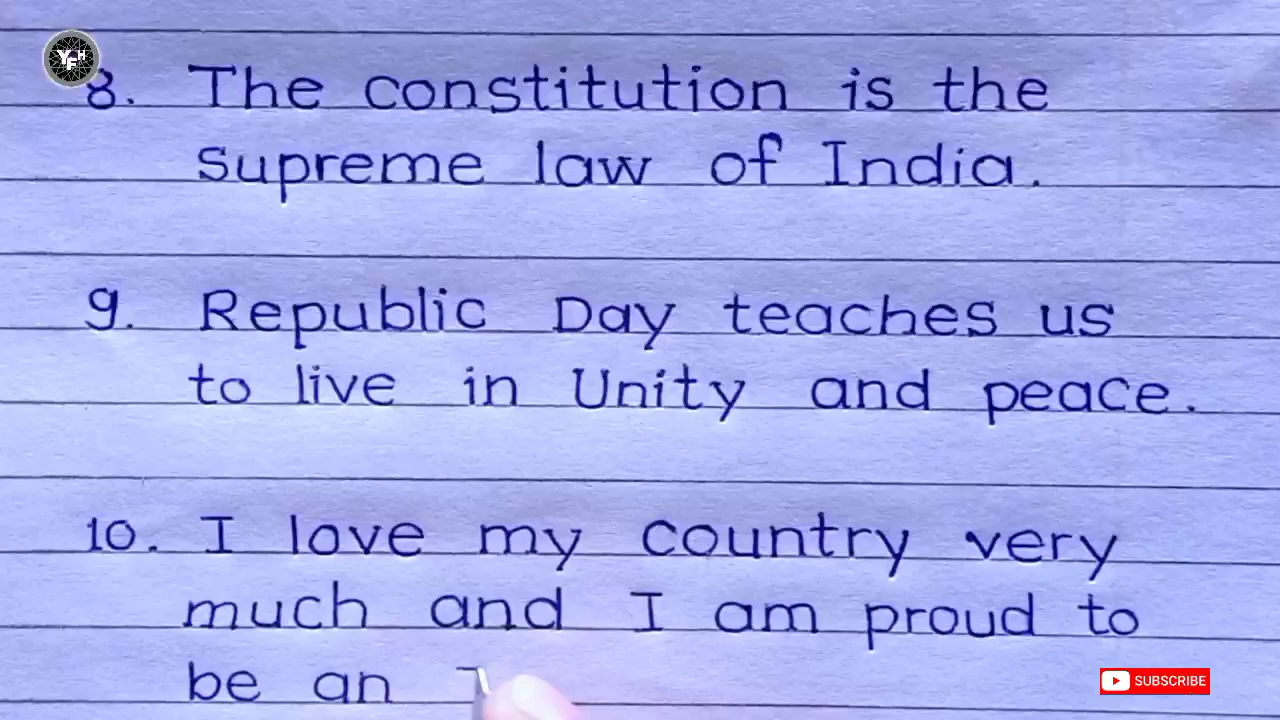 YFH
8. The constitution is the
supreme law of India.
9. Republic Day teaches us
to live in Unity and peace.
10. I love my country very
much and I am proud to
be an I
SUBSCRIBE